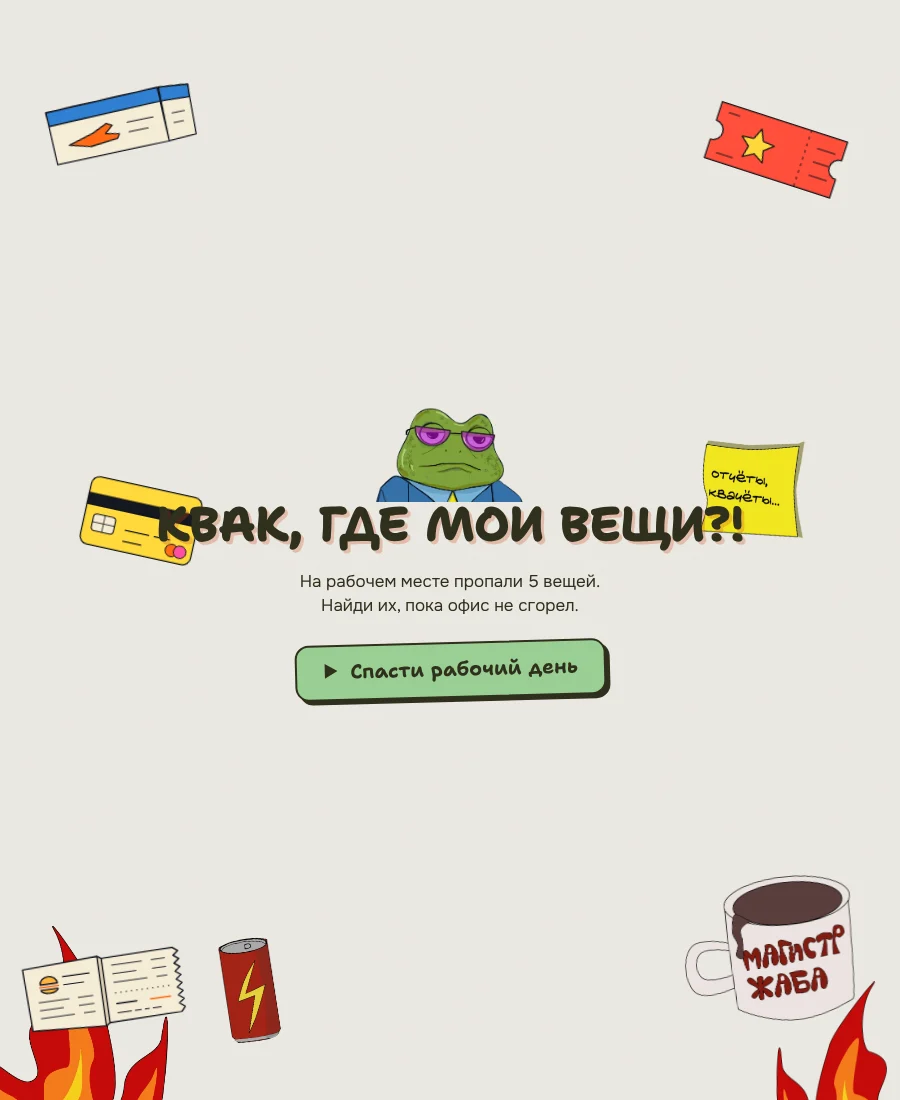 отчёты,
квачёты...
КВАК, ГДЕ МОИ ВЕЩИ?!
На рабочем месте пропали 5 вещей.
Найди их, пока офис не сгорел.
Спасти рабочий день
МАГИСТР
ЖАБА